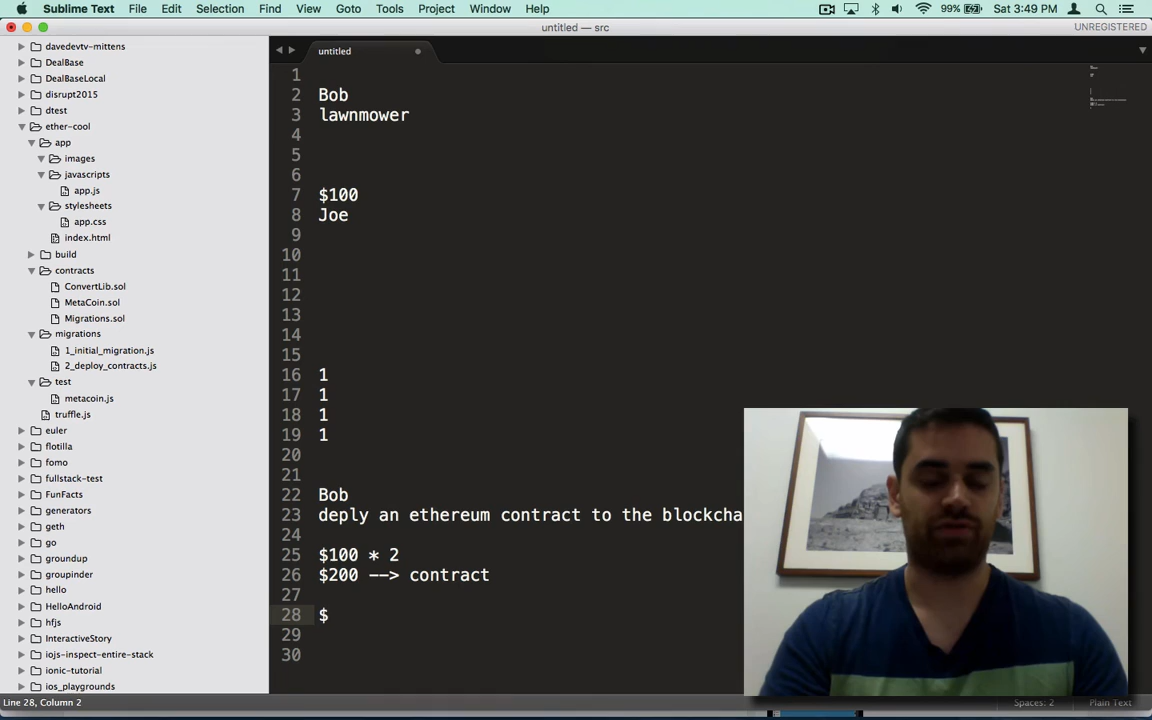 Sublime Text File Edit Selection Find View Goto Tools Project Window Help 99% Sat 3:49 PM
untitled — src UNREGISTERED
davedevtv-mittens
DealBase
DealBaseLocal
disrupt2015
dtest
ether-cool
app
images
javascripts
app.js
stylesheets
app.css
index.html
build
contracts
ConvertLib.sol
MetaCoin.sol
Migrations.sol
migrations
1_initial_migration.js
2_deploy_contracts.js
test
metacoin.js
truffle.js
euler
flotilla
fomo
fullstack-test
FunFacts
generators
geth
go
groundup
groupinder
hello
HelloAndroid
hfjs
InteractiveStory
iojs-inspect-entire-stack
ionic-tutorial
ios_playgrounds
untitled
1
2 Bob
3 lawnmower
4
5
6
7 $100
8 Joe
9
10
11
12
13
14
15
16 1
17 1
18 1
19 1
20
21
22 Bob
23 deply an ethereum contract to the blockcha
24
25 $100 * 2
26 $200 --> contract
27
28 $
29
30
Line 28, Column 2 Spaces: 2 Plain Text